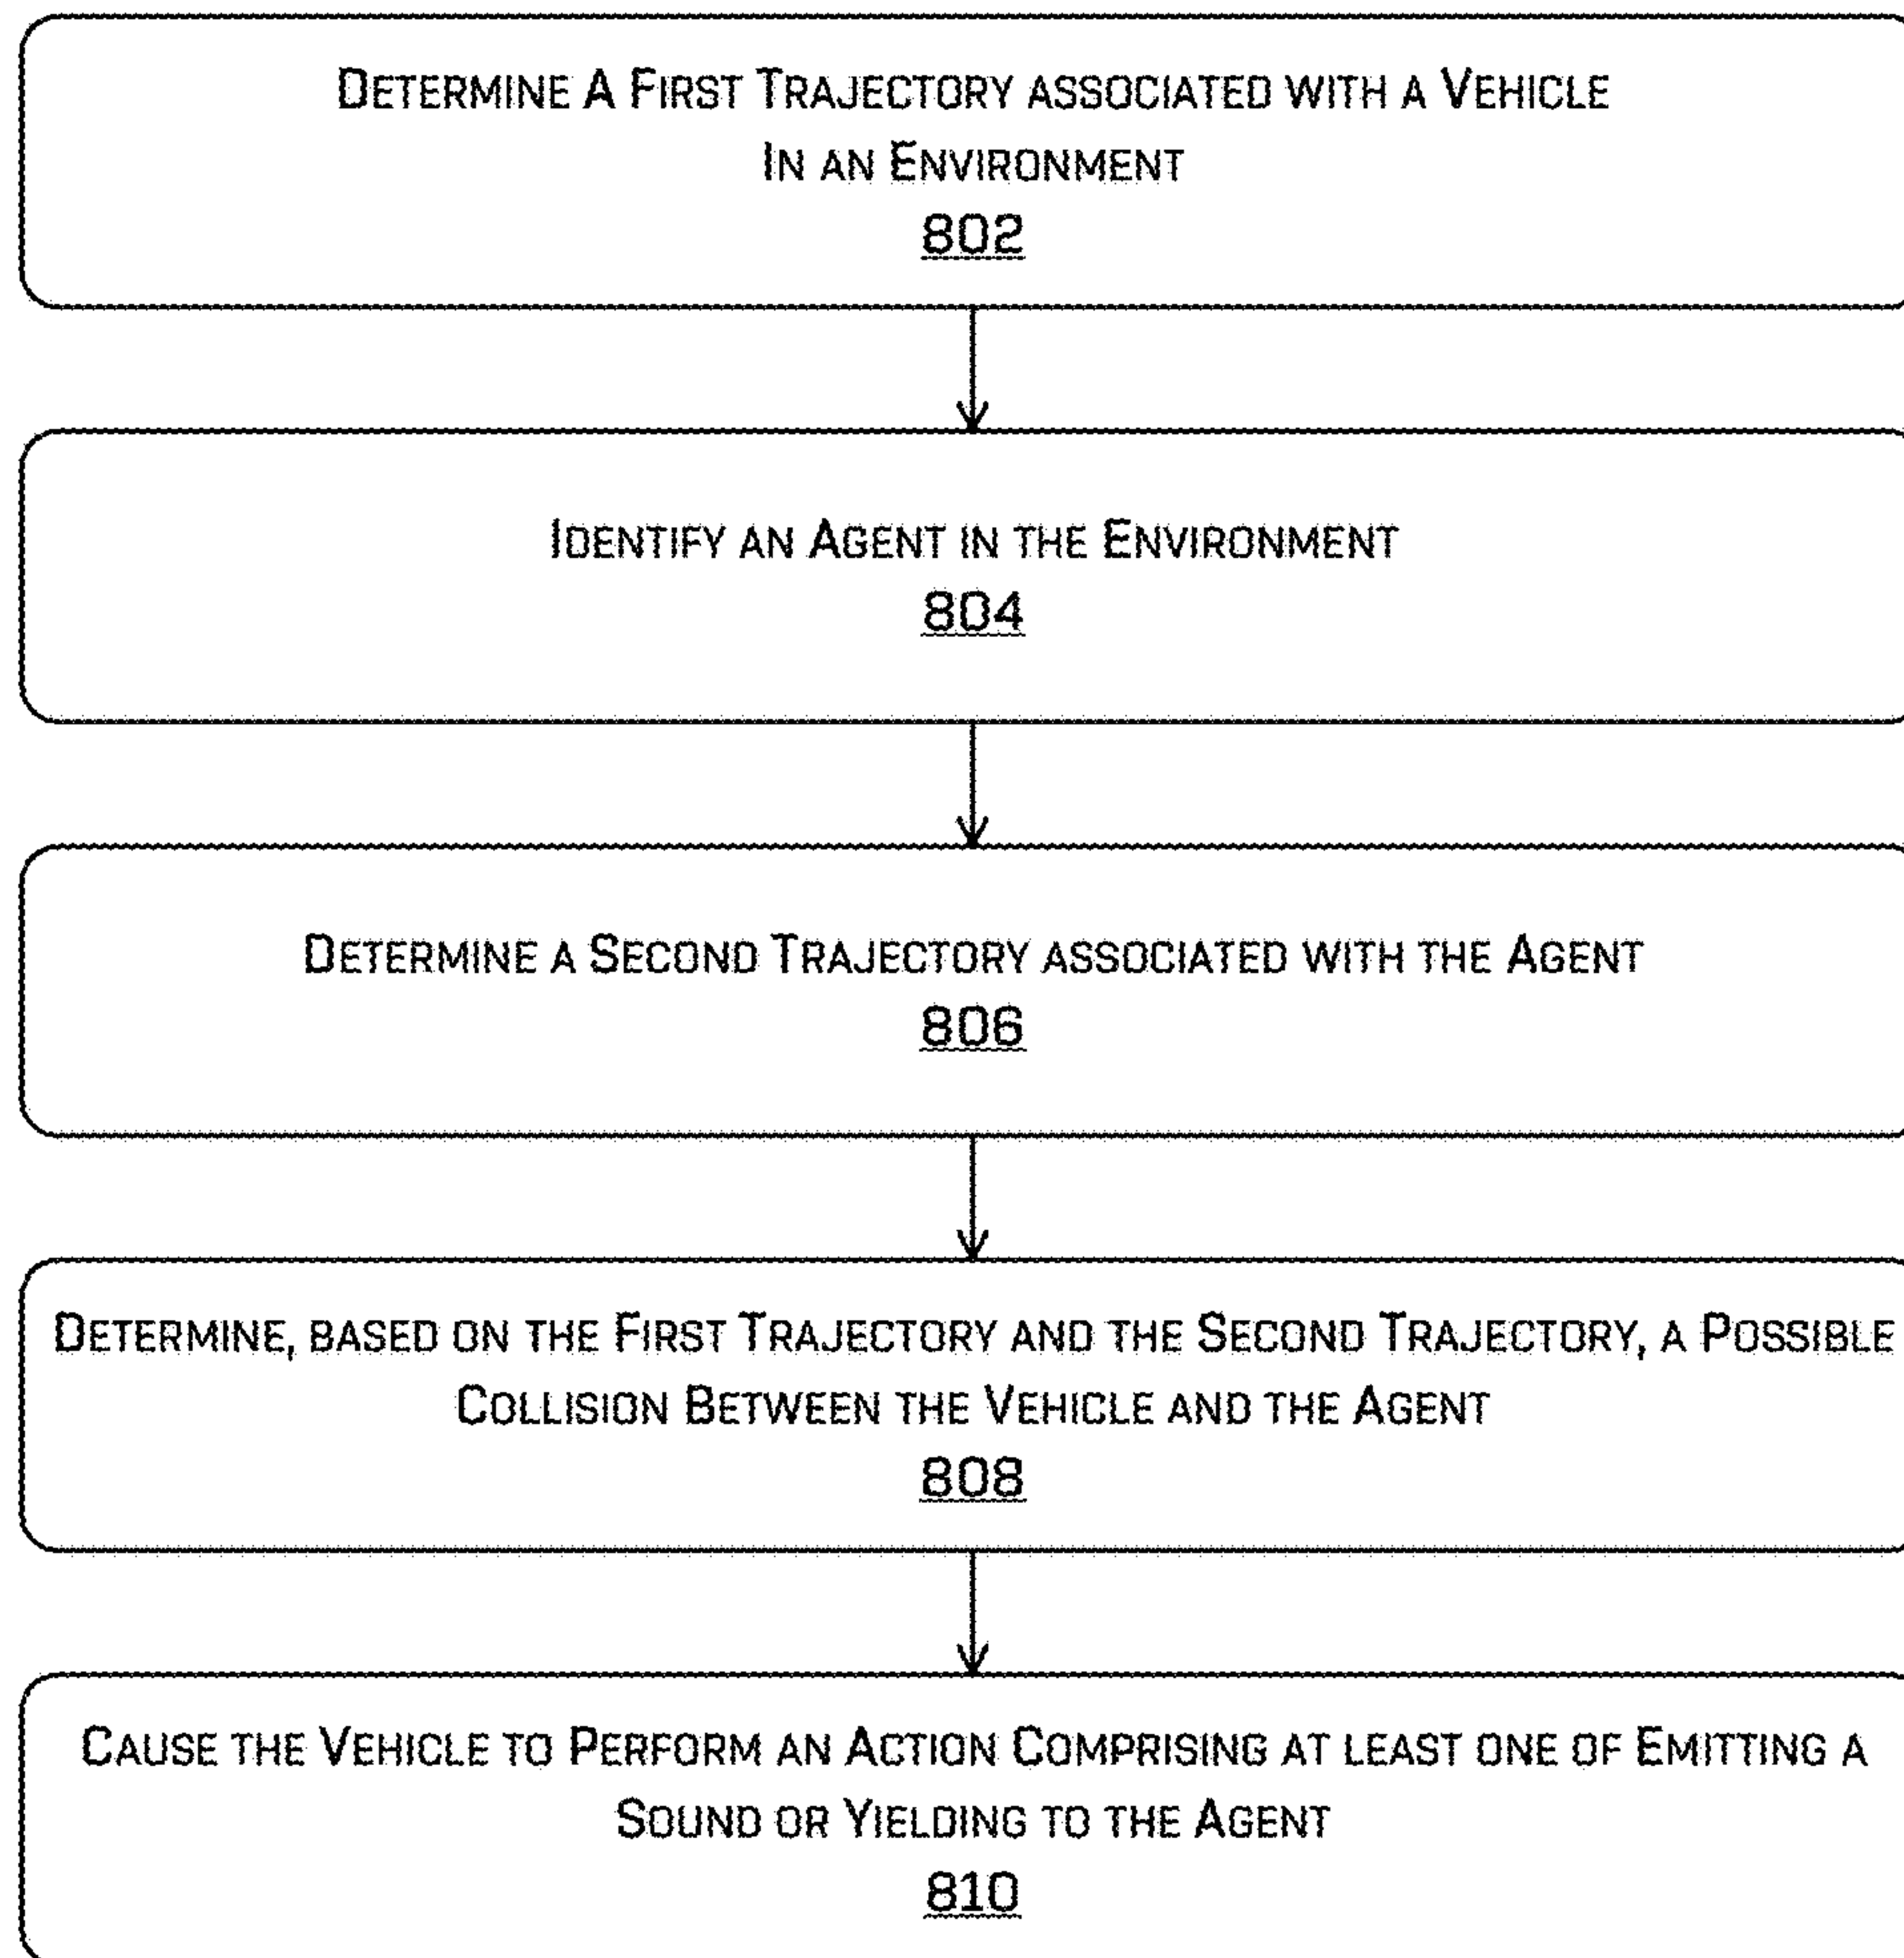 DETERMINE A FIRST TRAJECTORY ASSOCIATED WITH A VEHICLE
IN AN ENVIRONMENT
802
IDENTIFY AN AGENT IN THE ENVIRONMENT
804
DETERMINE A SECOND TRAJECTORY ASSOCIATED WITH THE AGENT
806
DETERMINE, BASED ON THE FIRST TRAJECTORY AND THE SECOND TRAJECTORY, A POSSIBLE
COLLISION BETWEEN THE VEHICLE AND THE AGENT
808
CAUSE THE VEHICLE TO PERFORM AN ACTION COMPRISING AT LEAST ONE OF EMITTING A
SOUND OR YIELDING TO THE AGENT
810